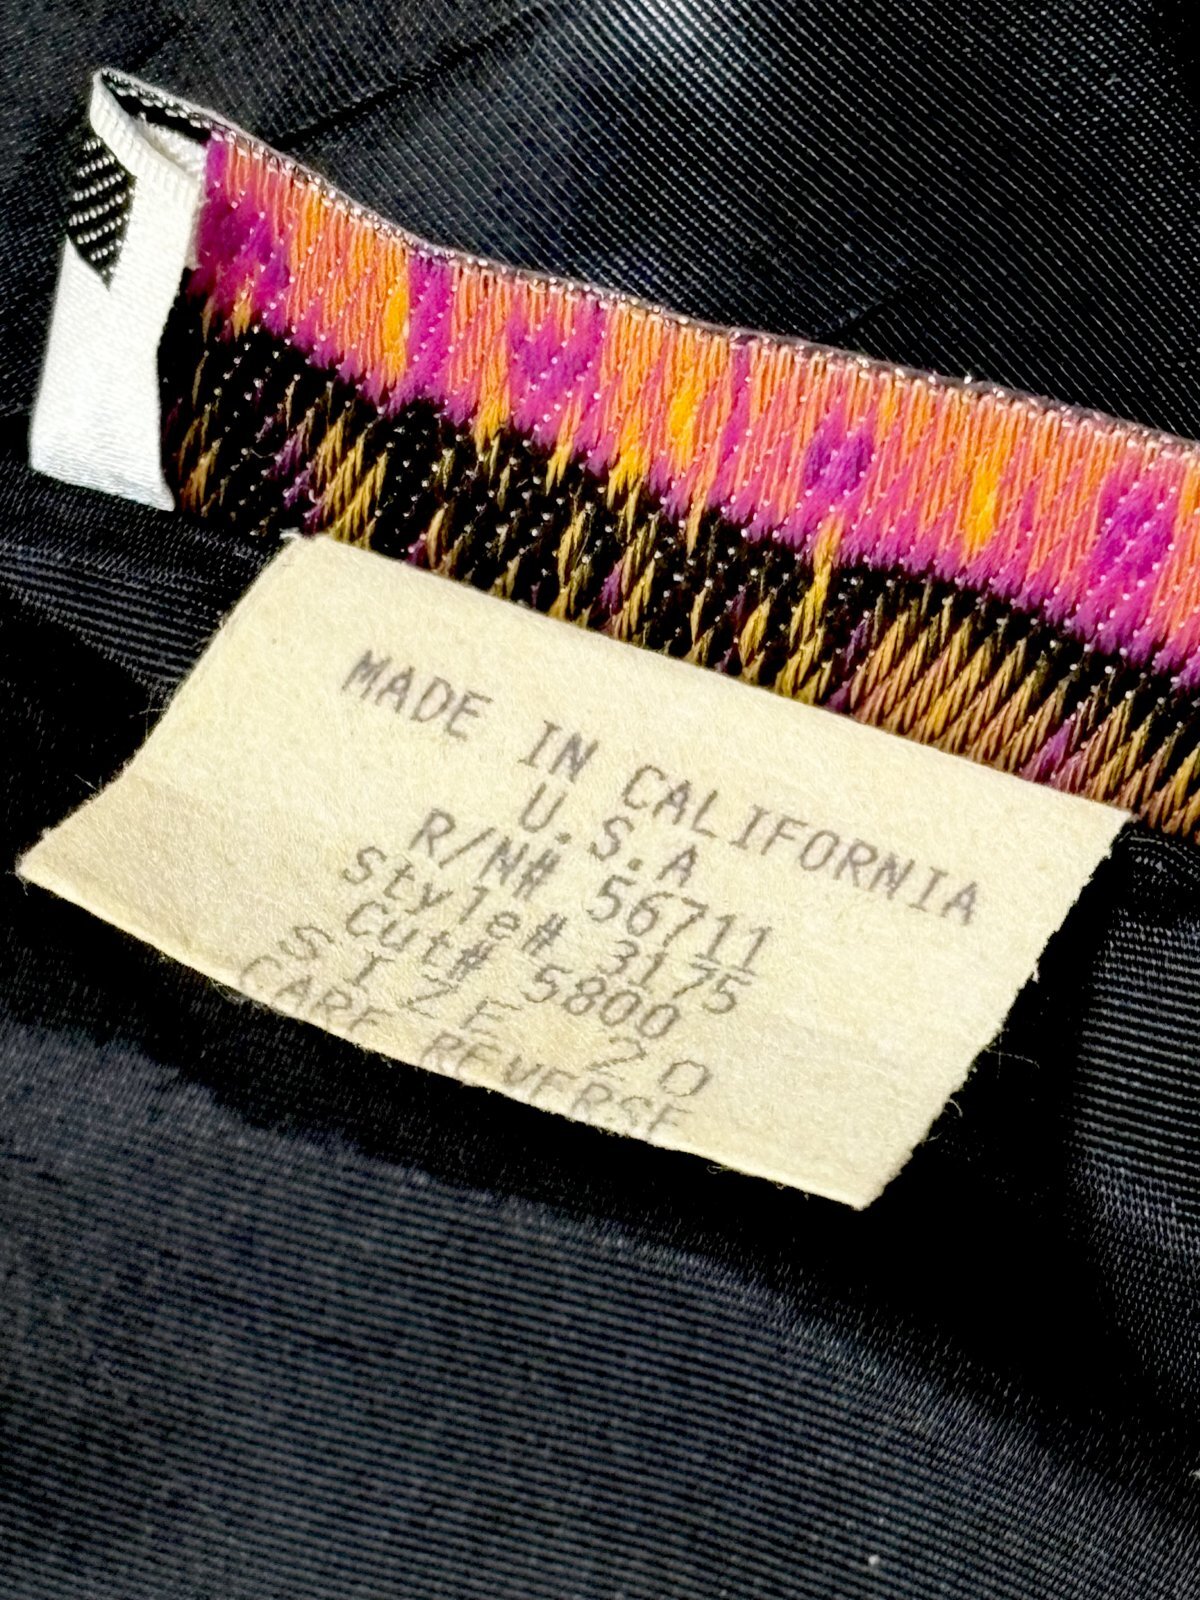 MADE IN CALIFORNIA
U.S.A
R/N# 56711
Style# 3175
Cut# 5800
SIZE 20
CARE REVERSE